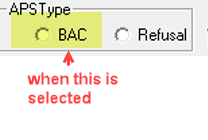 APSType
BAC Refusal
when this is
selected